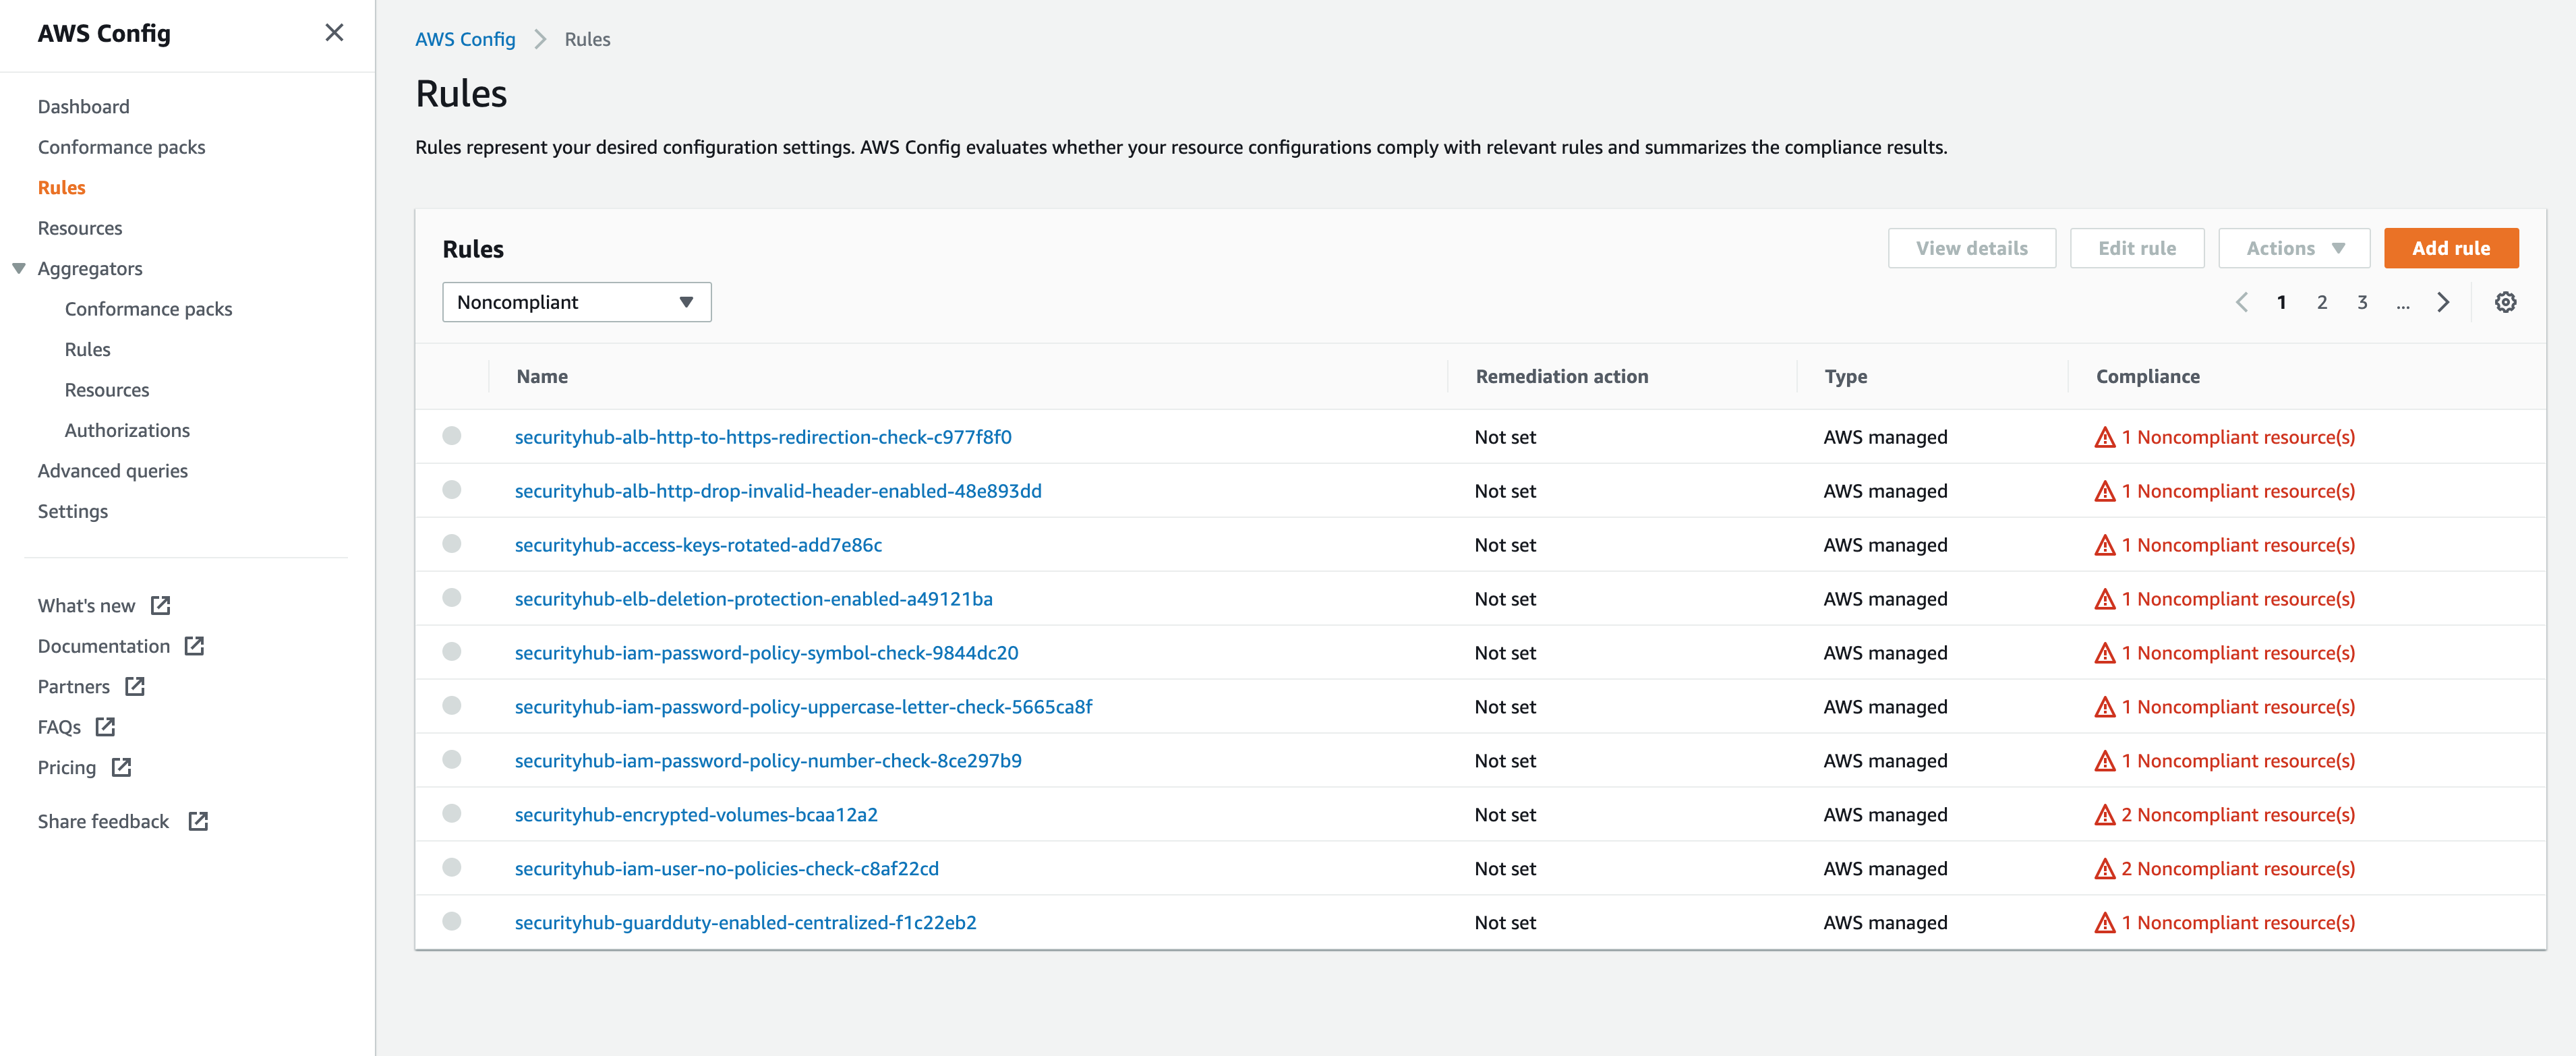 AWS Config
Dashboard
Conformance packs
Rules
Resources
Aggregators
Conformance packs
Rules
Resources
Authorizations
Advanced queries
Settings
What's new
Documentation
Partners
FAQs
Pricing
Share feedback
AWS Config > Rules
Rules
Rules represent your desired configuration settings. AWS Config evaluates whether your resource configurations comply with relevant rules and summarizes the compliance results.
Rules View details Edit rule Actions Add rule
Noncompliant 1 2 3 ...
Name Remediation action Type Compliance
securityhub-alb-http-to-https-redirection-check-c977f8f0 Not set AWS managed 1 Noncompliant resource(s)
securityhub-alb-http-drop-invalid-header-enabled-48e893dd Not set AWS managed 1 Noncompliant resource(s)
securityhub-access-keys-rotated-add7e86c Not set AWS managed 1 Noncompliant resource(s)
securityhub-elb-deletion-protection-enabled-a49121ba Not set AWS managed 1 Noncompliant resource(s)
securityhub-iam-password-policy-symbol-check-9844dc20 Not set AWS managed 1 Noncompliant resource(s)
securityhub-iam-password-policy-uppercase-letter-check-5665ca8f Not set AWS managed 1 Noncompliant resource(s)
securityhub-iam-password-policy-number-check-8ce297b9 Not set AWS managed 1 Noncompliant resource(s)
securityhub-encrypted-volumes-bcaa12a2 Not set AWS managed 2 Noncompliant resource(s)
securityhub-iam-user-no-policies-check-c8af22cd Not set AWS managed 2 Noncompliant resource(s)
securityhub-guardduty-enabled-centralized-f1c22eb2 Not set AWS managed 1 Noncompliant resource(s)